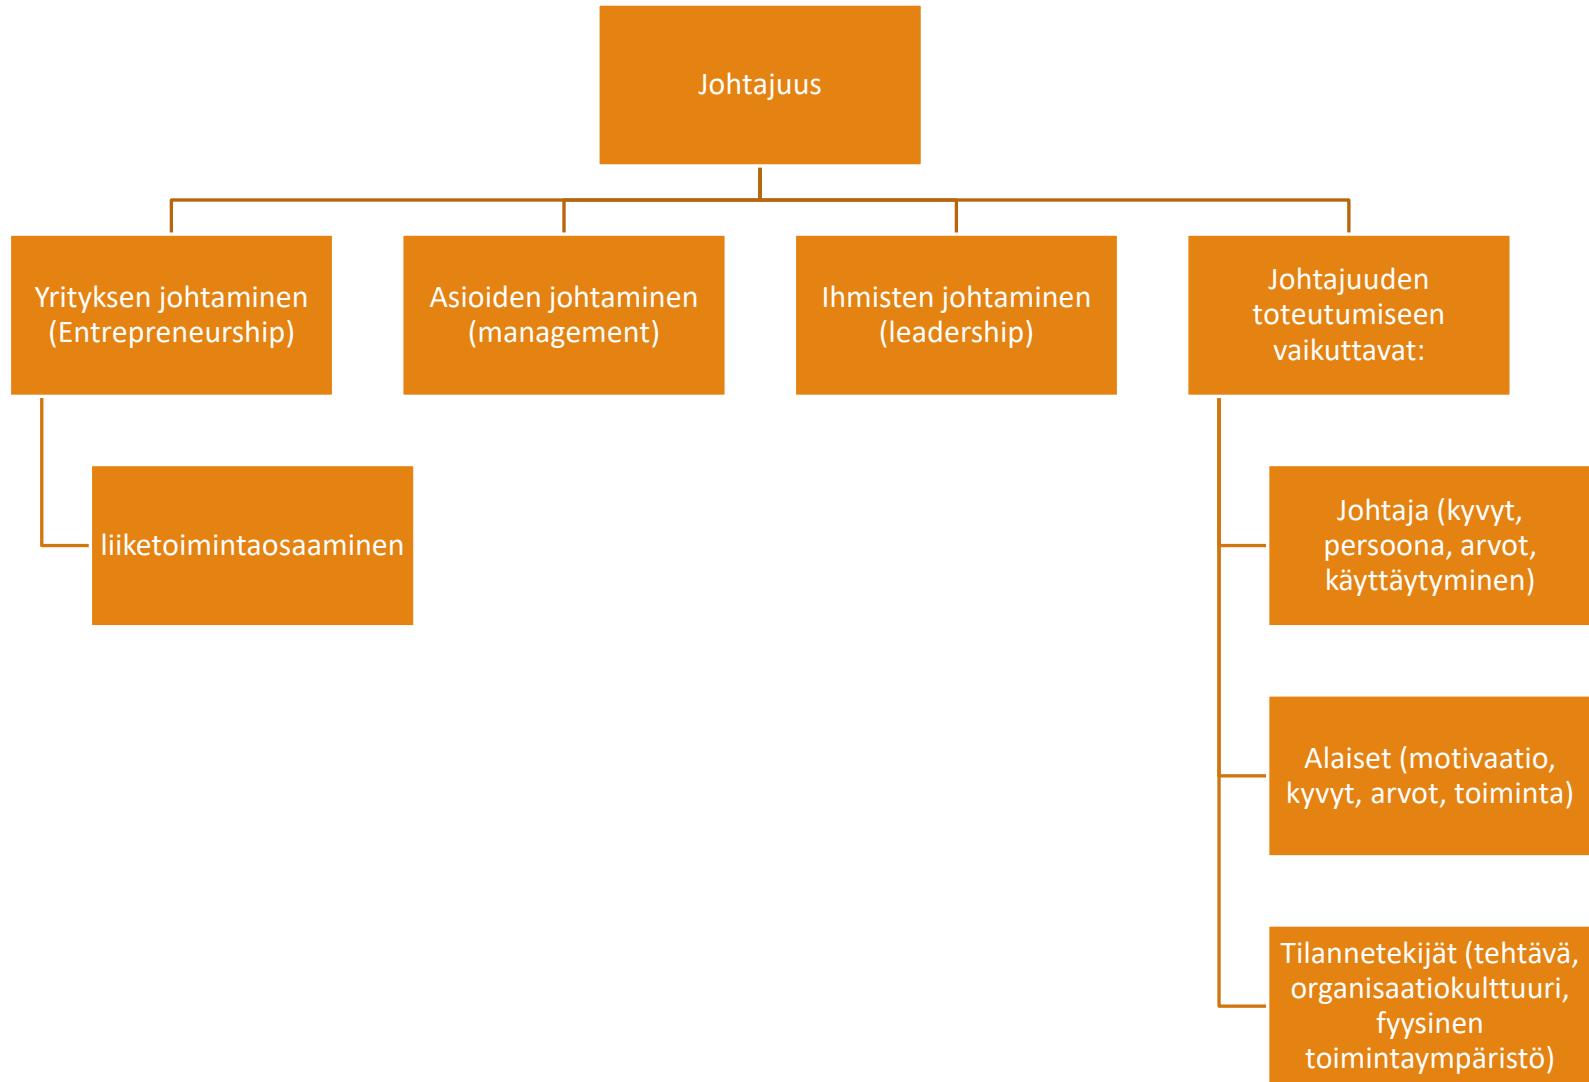 Johtajuus
Yrityksen johtaminen
(Entrepreneurship)
Asioiden johtaminen
(management)
Ihmisten johtaminen
(leadership)
Johtajuuden
toteutumiseen
vaikuttavat:
liiketoimintaosaaminen
Johtaja (kyvyt,
persoona, arvot,
käyttäytyminen)
Alaiset (motivaatio,
kyvyt, arvot, toiminta)
Tilannetekijät (tehtävä,
organisaatiokulttuuri,
fyysinen
toimintaympäristö)